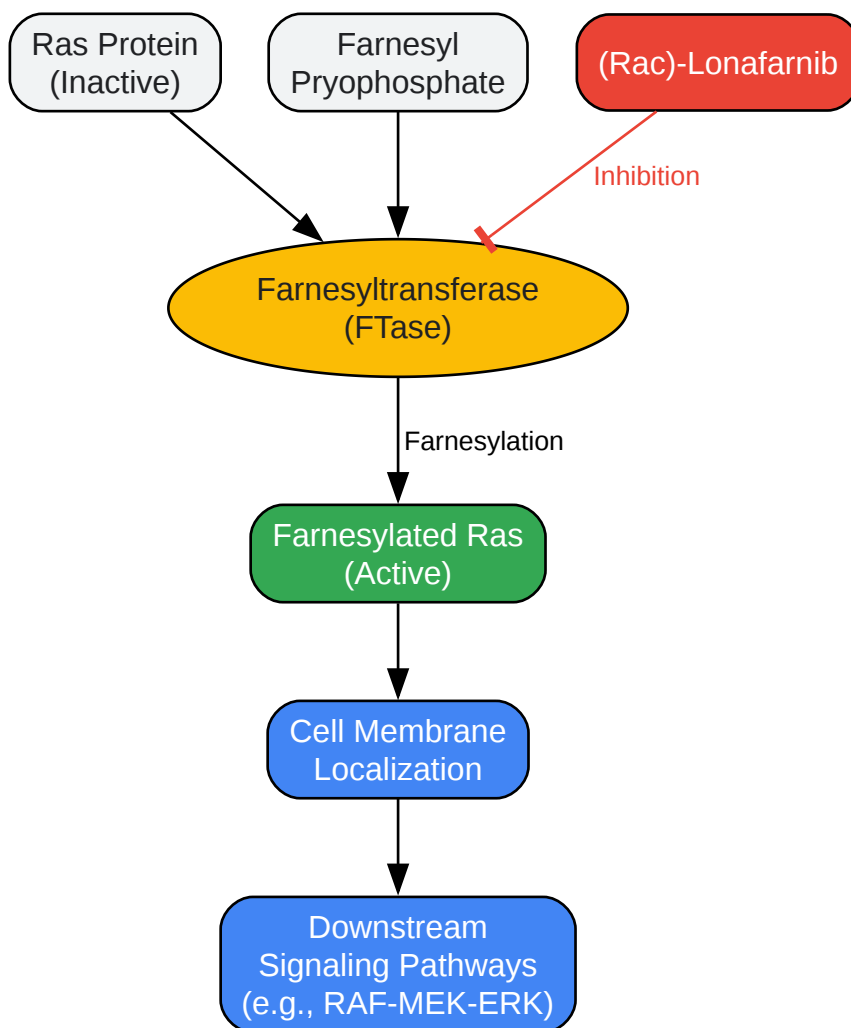 Ras Protein
(Inactive)
Farnesyl
Pryophosphate
(Rac)-Lonafarnib
Inhibition
Farnesyltransferase
(FTase)
Farnesylation
Farnesylated Ras
(Active)
Cell Membrane
Localization
Downstream
Signaling Pathways
(e.g., RAF-MEK-ERK)